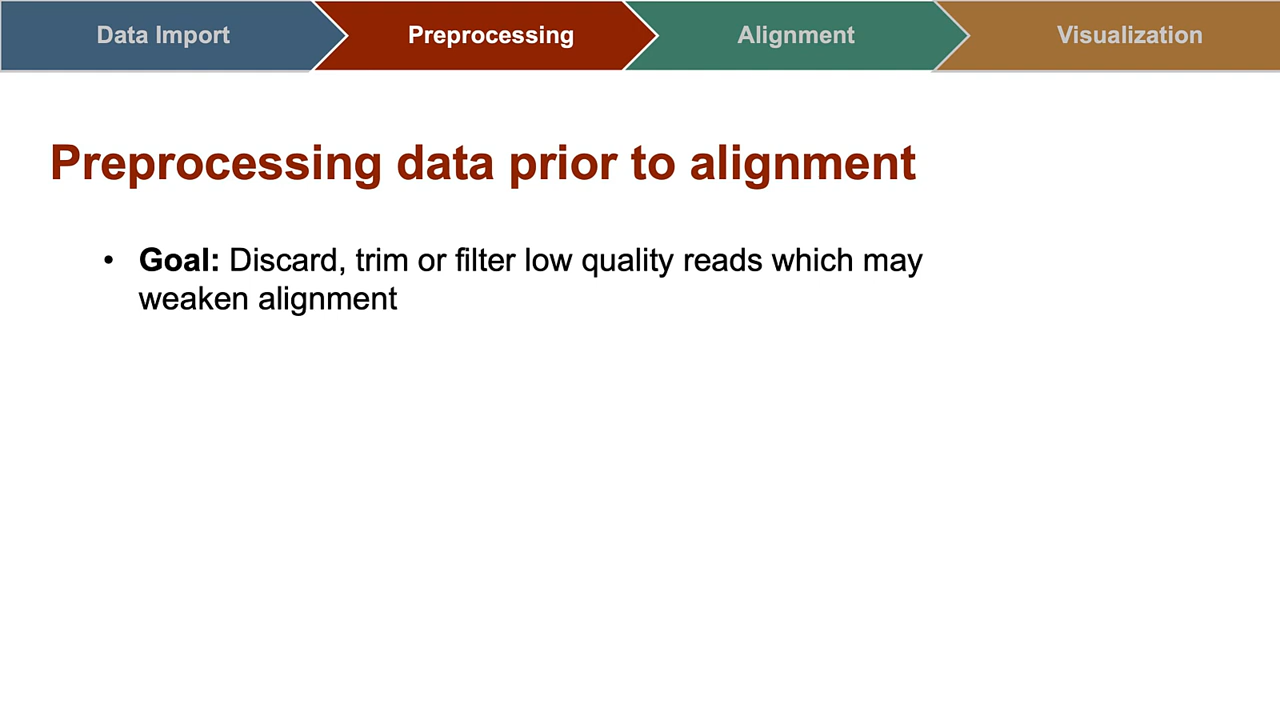 Data Import
Preprocessing
Alignment
Visualization
Preprocessing data prior to alignment
• Goal: Discard, trim or filter low quality reads which may
weaken alignment